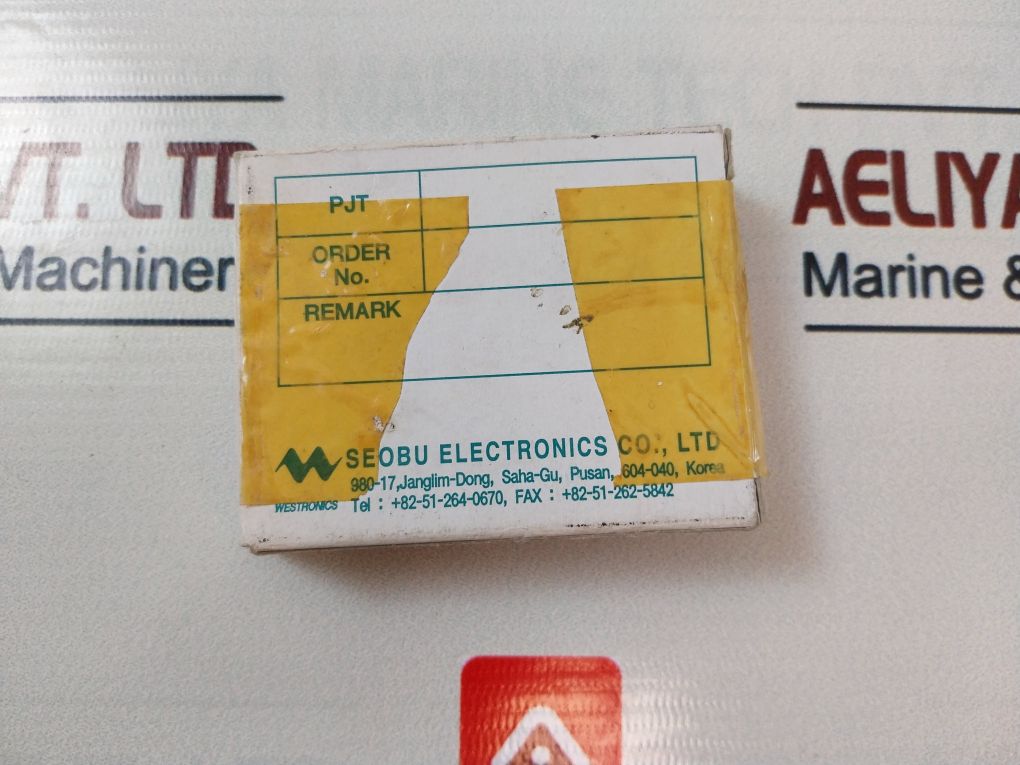 VT. LTD
Machiner
AELIYA
Marine &
PJT
ORDER
No.
REMARK
SEOBU ELECTRONICS CO., LTD
980-17,Janglim-Dong, Saha-Gu, Pusan, 604-040, Korea
WESTRONICS
Tel : +82-51-264-0670, FAX : +82-51-262-5842